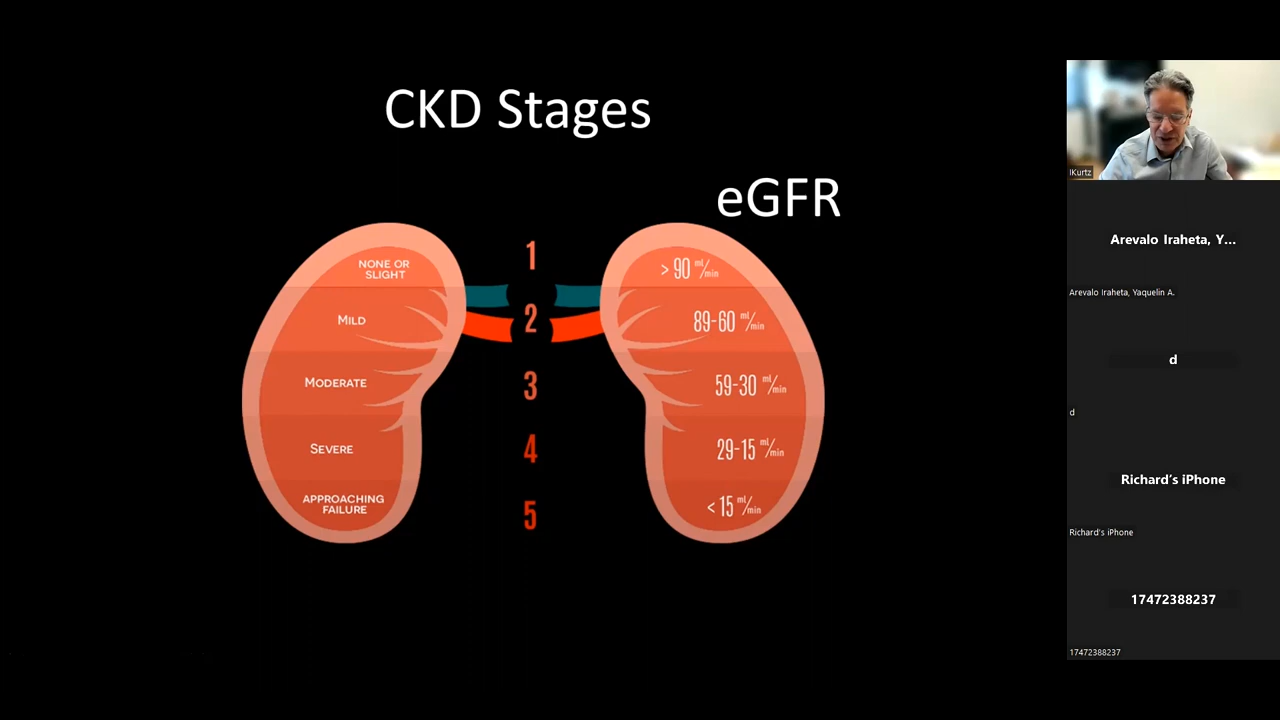 CKD Stages
eGFR
NONE OR
SLIGHT
1
> 90 ml/min
MILD
2
89-60 ml/min
MODERATE
3
59-30 ml/min
SEVERE
4
29-15 ml/min
APPROACHING
FAILURE
5
< 15 ml/min
IKurtz
Arevalo Iraheta, Y...
Arevalo Iraheta, Yaquelin A.
d
d
Richard's iPhone
Richard's iPhone
17472388237
17472388237